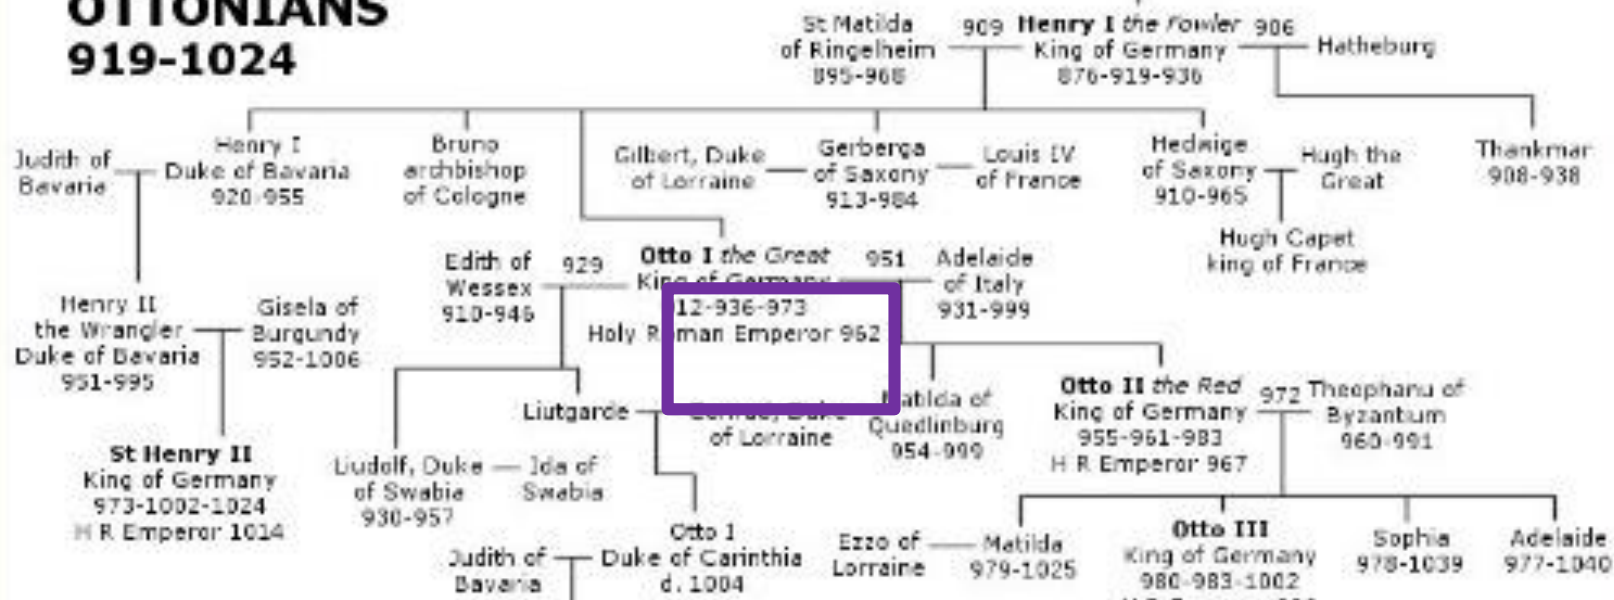 OTTONIANS
919-1024
St Matilda
of Ringelheim
895-968
909
Henry I the Fowler
King of Germany
876-919-936
906
Hatheburg
Judith of
Bavaria
Henry I
Duke of Bavaria
920-955
Bruno
archbishop
of Cologne
Gilbert, Duke
of Lorraine
Gerberga
of Saxony
913-984
Louis IV
of France
Hedwige
of Saxony
910-965
Hugh the
Great
Thankmar
908-938
Hugh Capet
king of France
Edith of
Wessex
910-946
929
Otto I the Great
King of Germany
12-936-973
Holy R man Emperor 962
951
Adelaide
of Italy
931-999
Henry II
the Wrangler
Duke of Bavaria
951-995
Gisela of
Burgundy
952-1006
Liutgarde
Duke
of Lorraine
Matilda of
Quedlinburg
954-999
Otto II the Red
King of Germany
955-961-983
H R Emperor 967
972
Theophanu of
Byzantium
960-991
St Henry II
King of Germany
973-1002-1024
H R Emperor 1014
Liudolf, Duke
of Swabia
930-957
Ida of
Swabia
Judith of
Bavaria
Otto I
Duke of Carinthia
d.1004
Ezzo of
Lorraine
Matilda
979-1025
Otto III
King of Germany
980-983-1002
Sophia
978-1039
Adelaide
977-1040